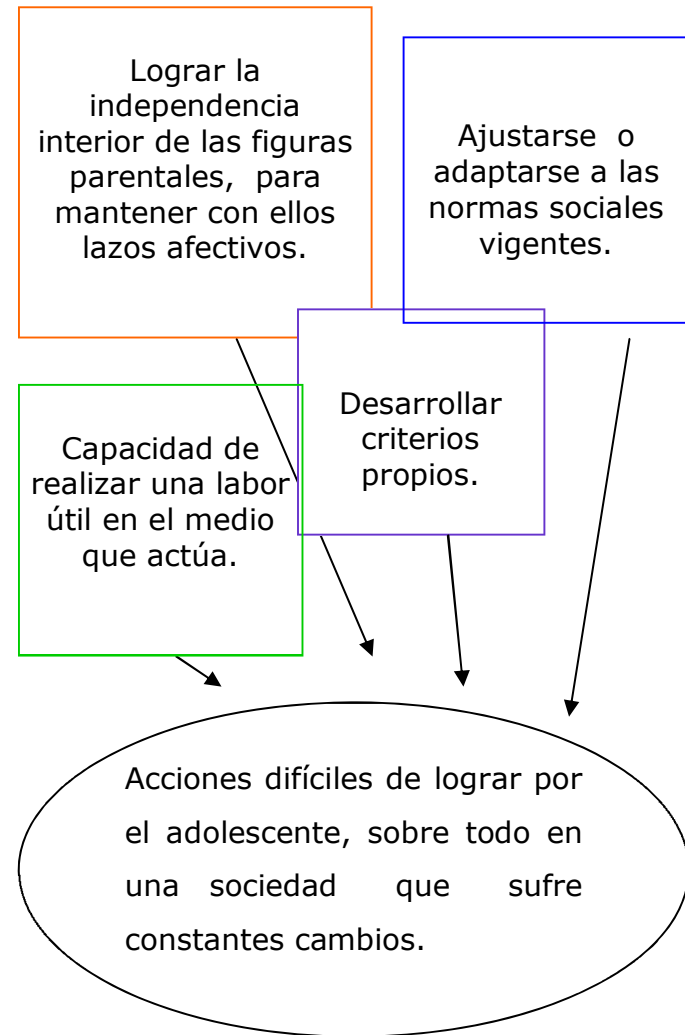 Lograr la
independencia
interior de las figuras
parentales, para
mantener con ellos
lazos afectivos.
Ajustarse o
adaptarse a las
normas sociales
vigentes.
Desarrollar
criterios
propios.
Capacidad de
realizar una labor
útil en el medio
que actúa.
Acciones difíciles de lograr por
el adolescente, sobre todo en
una sociedad que sufre
constantes cambios.